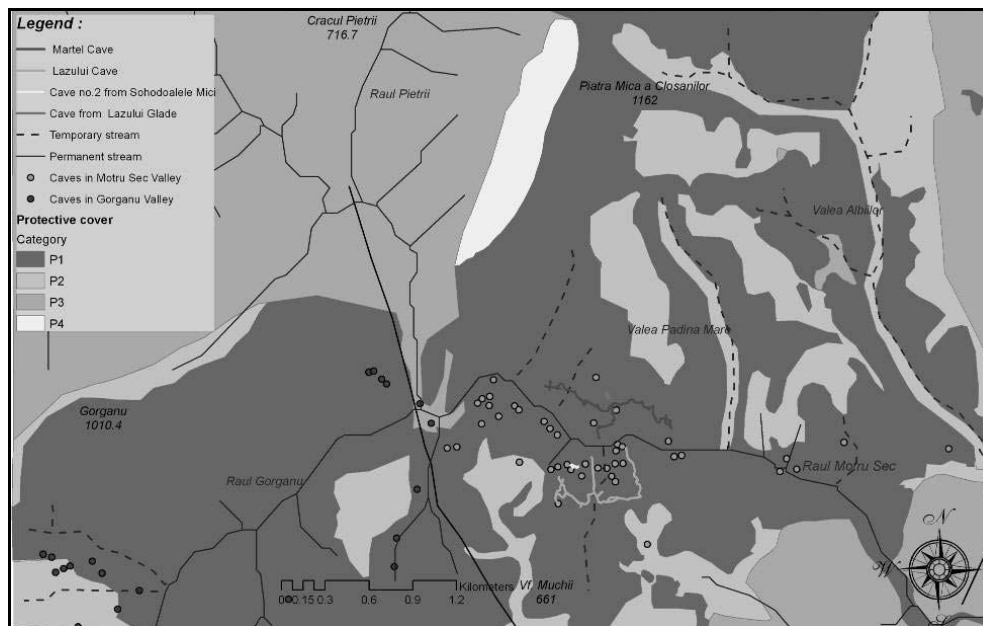 Legend :
Martel Cave
Lazului Cave
Cave no.2 from Sohodoalele Mici
Cave from Lazului Glade
Temporary stream
Permanent stream
Caves in Motru Sec Valley
Caves in Gorganu Valley
Protective cover
Category
P1
P2
P3
P4
Cracul Pietrii
716.7
Raul Pietrii
Piatra Mica a Closanilor
1162
Valea Albiilor
Valea Padina Mare
Gorganu
1010.4
Raul Gorganu
Raul Motru Sec
Vf. Muchii
661
Kilometers
0 0.15 0.3 0.6 0.9 1.2
N
W